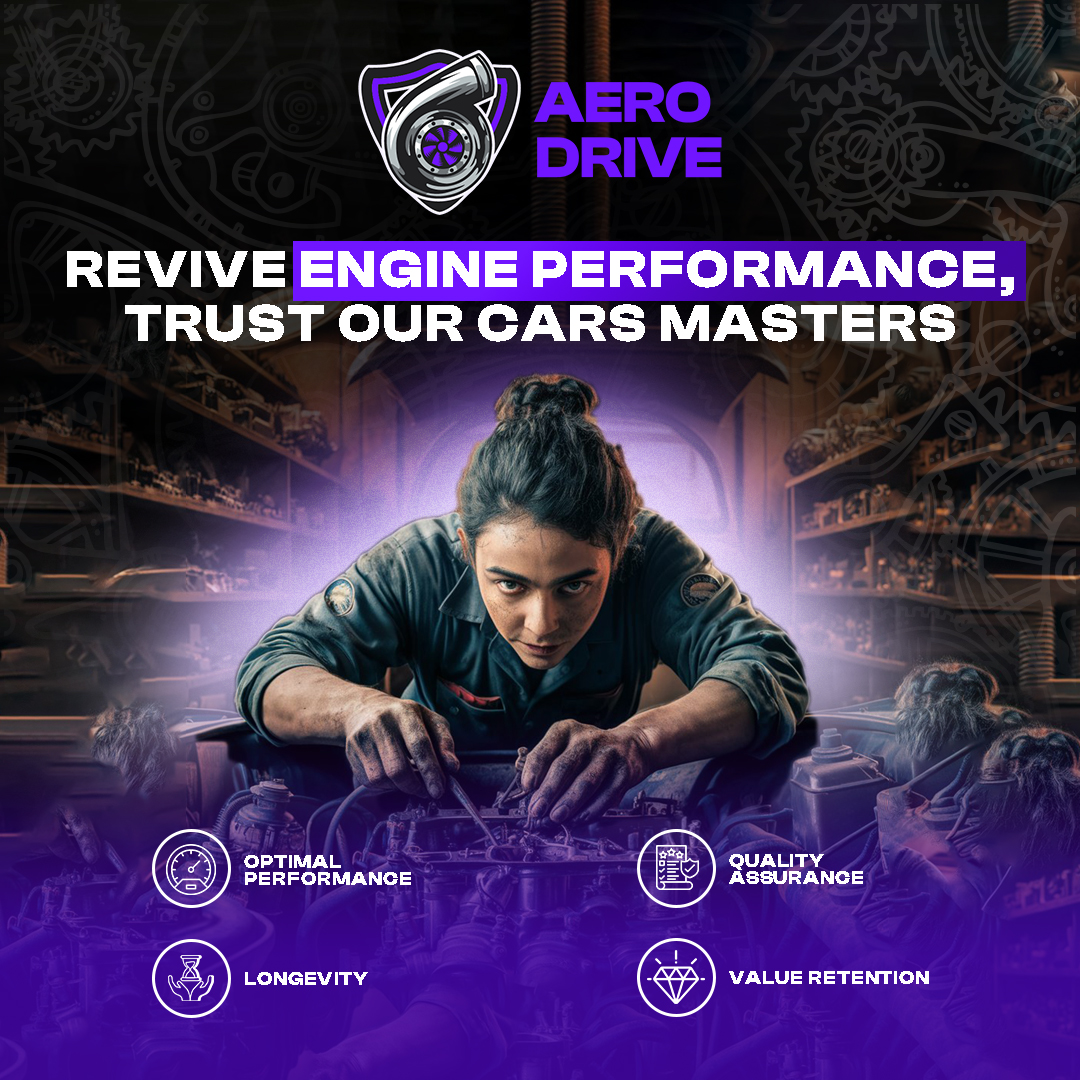 AERO
DRIVE
REVIVE ENGINE PERFORMANCE,
TRUST OUR CARS MASTERS
OPTIMAL
PERFORMANCE
QUALITY
ASSURANCE
LONGEVITY
VALUE RETENTION